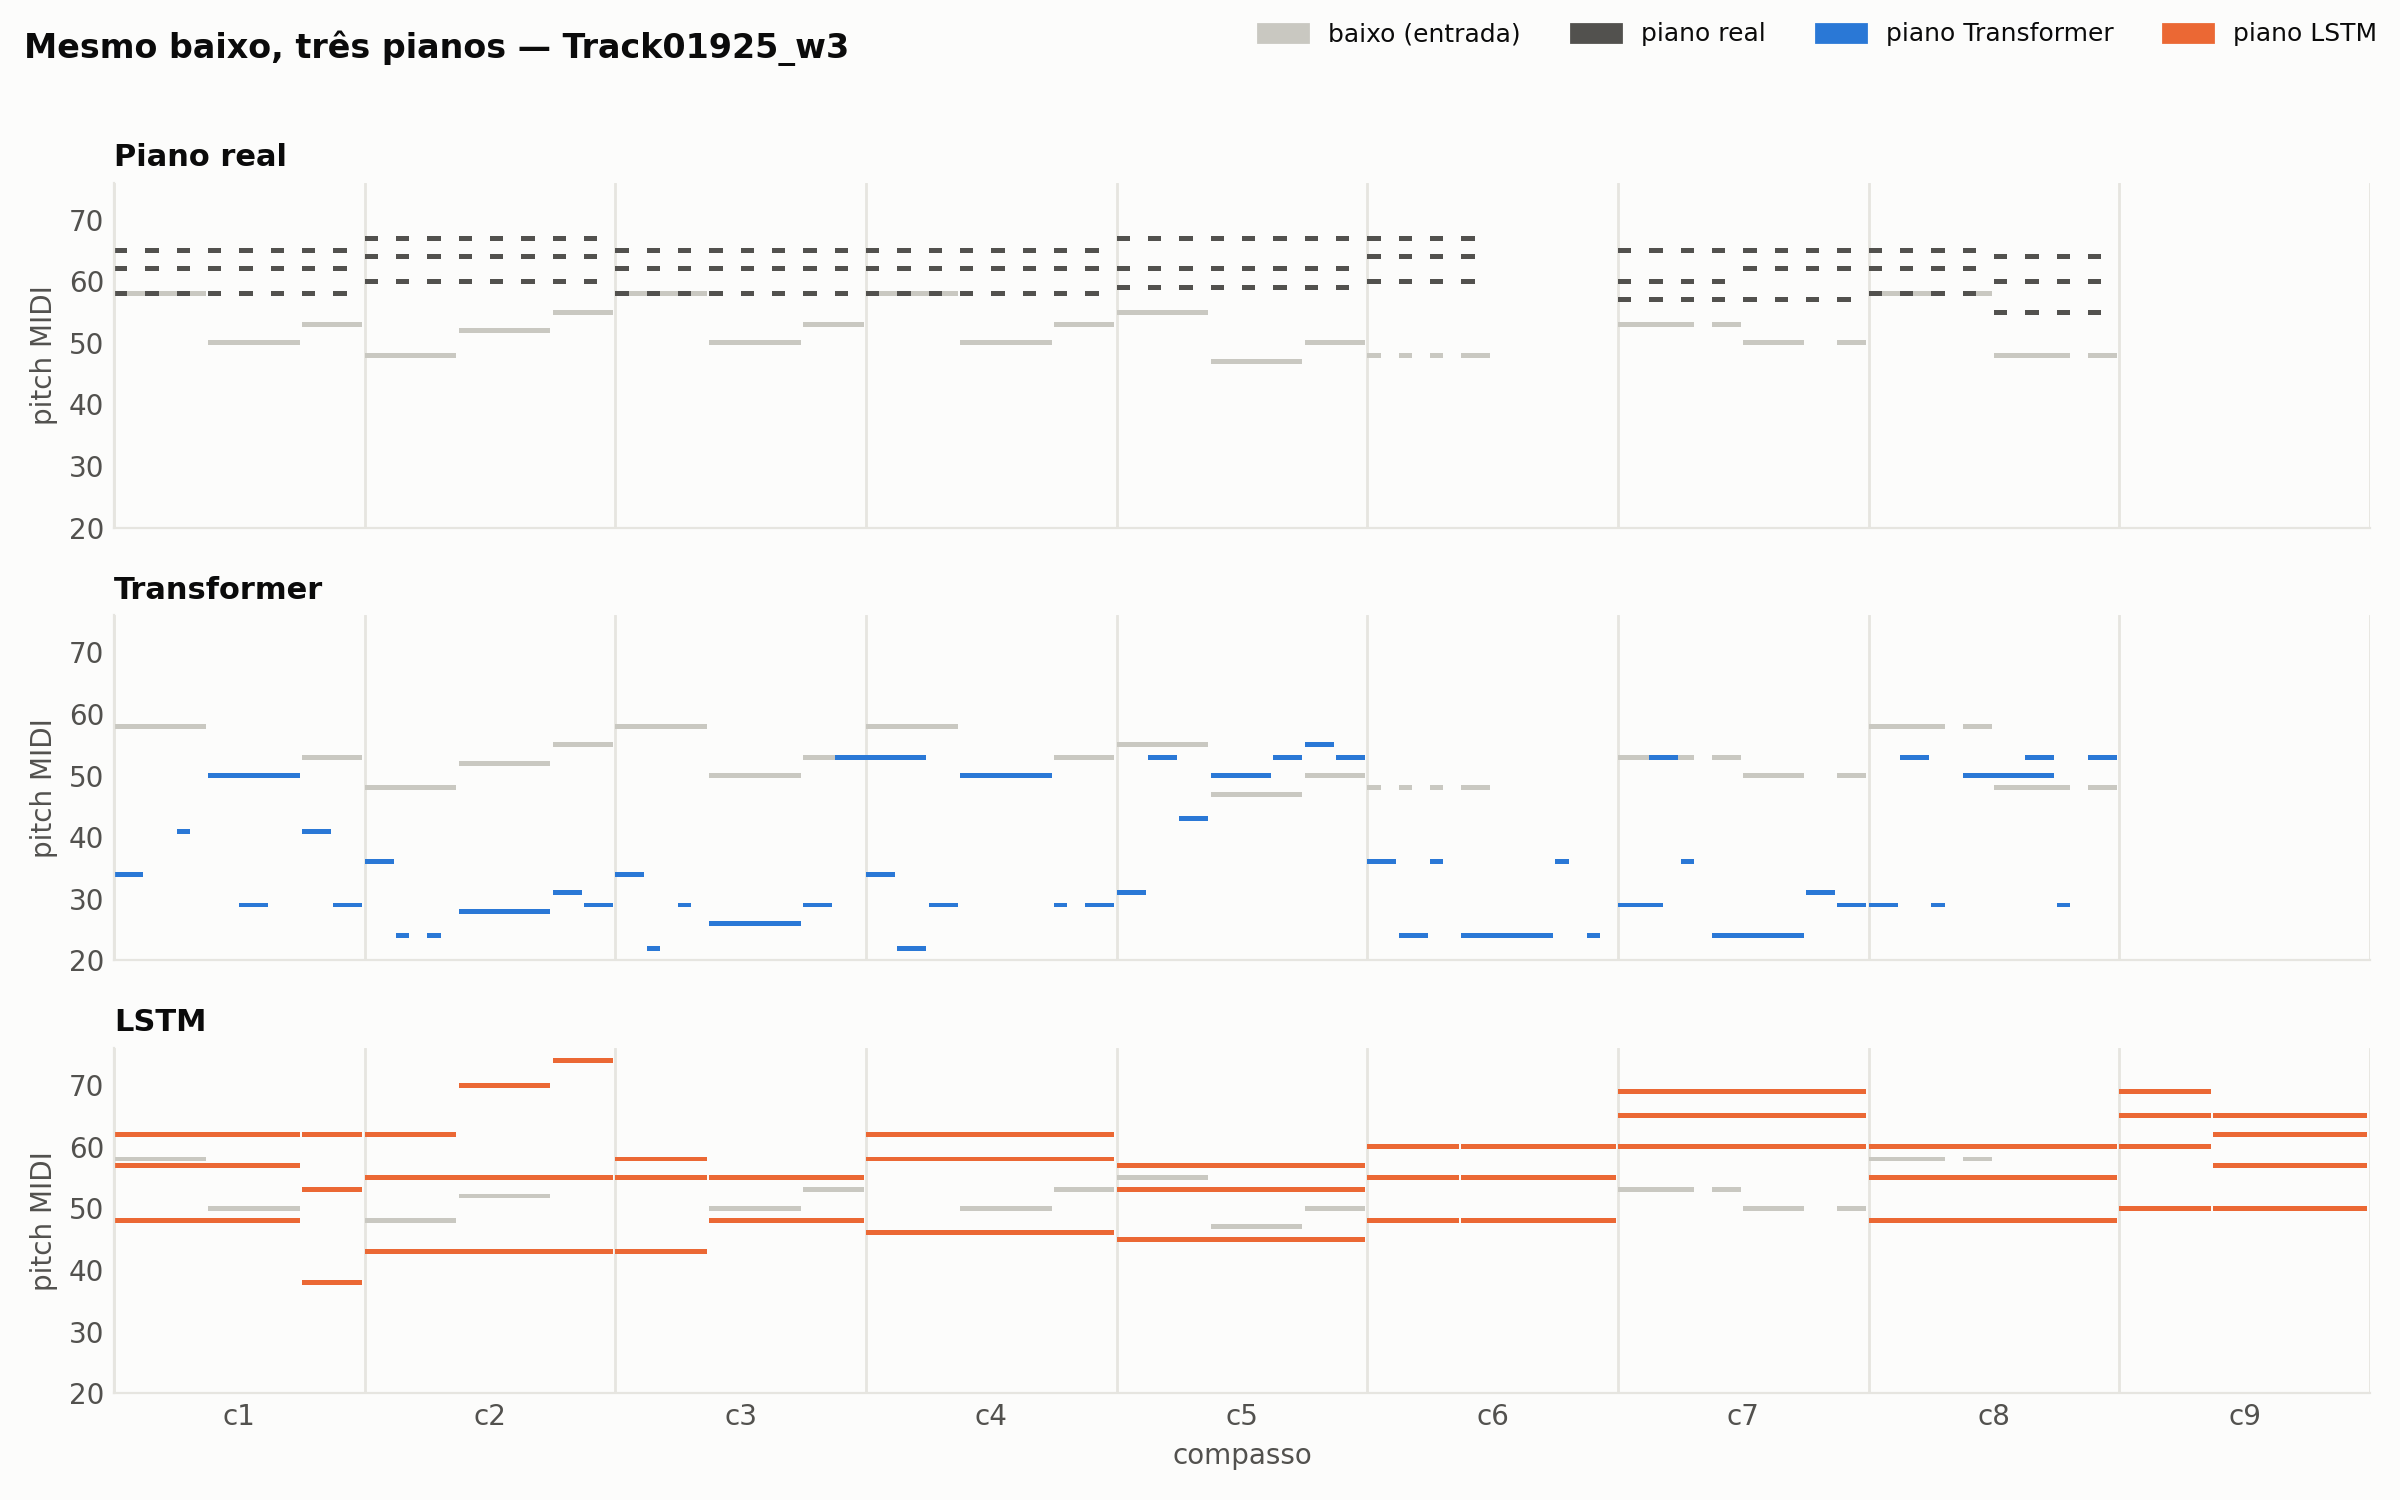 Mesmo baixo, três pianos — Track01925_w3
baixo (entrada) piano real piano Transformer piano LSTM
Piano real
pitch MIDI
70
60
50
40
30
20
Transformer
pitch MIDI
70
60
50
40
30
20
LSTM
pitch MIDI
70
60
50
40
30
20
c1 c2 c3 c4 c5 c6 c7 c8 c9
compasso